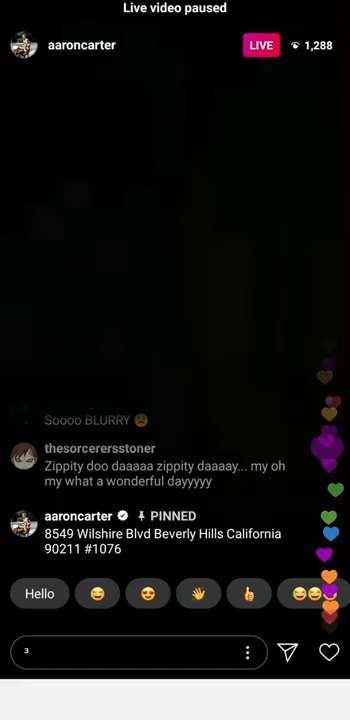 Live video paused
aaroncarter
LIVE
1,288
Soooo BLURRY 😩
thesorcerersstoner
Zippity doo daaaaa zippity daaaay... my oh
my what a wonderful dayyyyy
aaroncarter PINNED
8549 Wilshire Blvd Beverly Hills California
90211 #1076
Hello
3